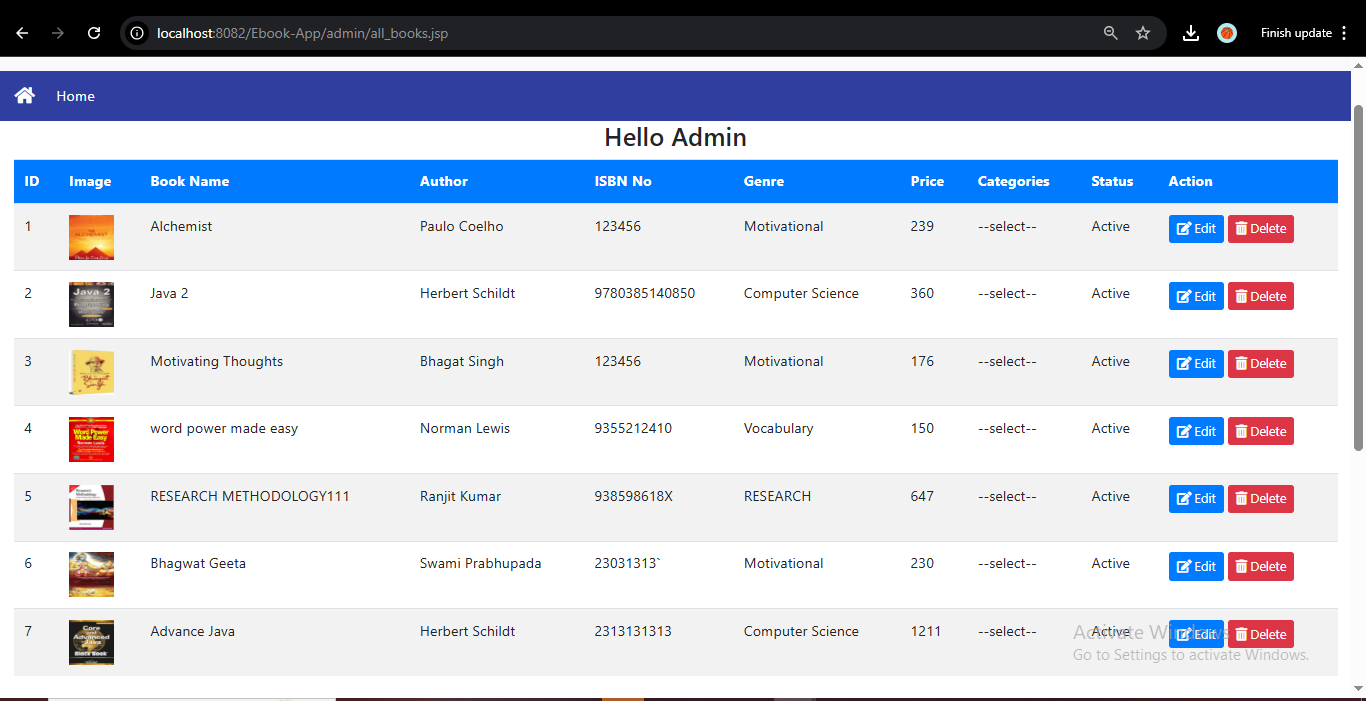 localhost:8082/Ebook-App/admin/all_books.jsp Finish update
Home
Hello Admin
ID Image Book Name Author ISBN No Genre Price Categories Status Action
1 Alchemist Paulo Coelho 123456 Motivational 239 --select-- Active Edit Delete
2 Java 2 Herbert Schildt 9780385140850 Computer Science 360 --select-- Active Edit Delete
3 Motivating Thoughts Bhagat Singh 123456 Motivational 176 --select-- Active Edit Delete
4 word power made easy Norman Lewis 9355212410 Vocabulary 150 --select-- Active Edit Delete
Word Power
Made Easy
Norman Lewis
5 RESEARCH METHODOLOGY111 Ranjit Kumar 938598618X RESEARCH 647 --select-- Active Edit Delete
6 Bhagwat Geeta Swami Prabhupada 23031313` Motivational 230 --select-- Active Edit Delete
7 Advance Java Herbert Schildt 2313131313 Computer Science 1211 --select-- Active Edit Delete
Core
and
Advanced
Java
Black Book
Activate Windows
Go to Settings to activate Windows.